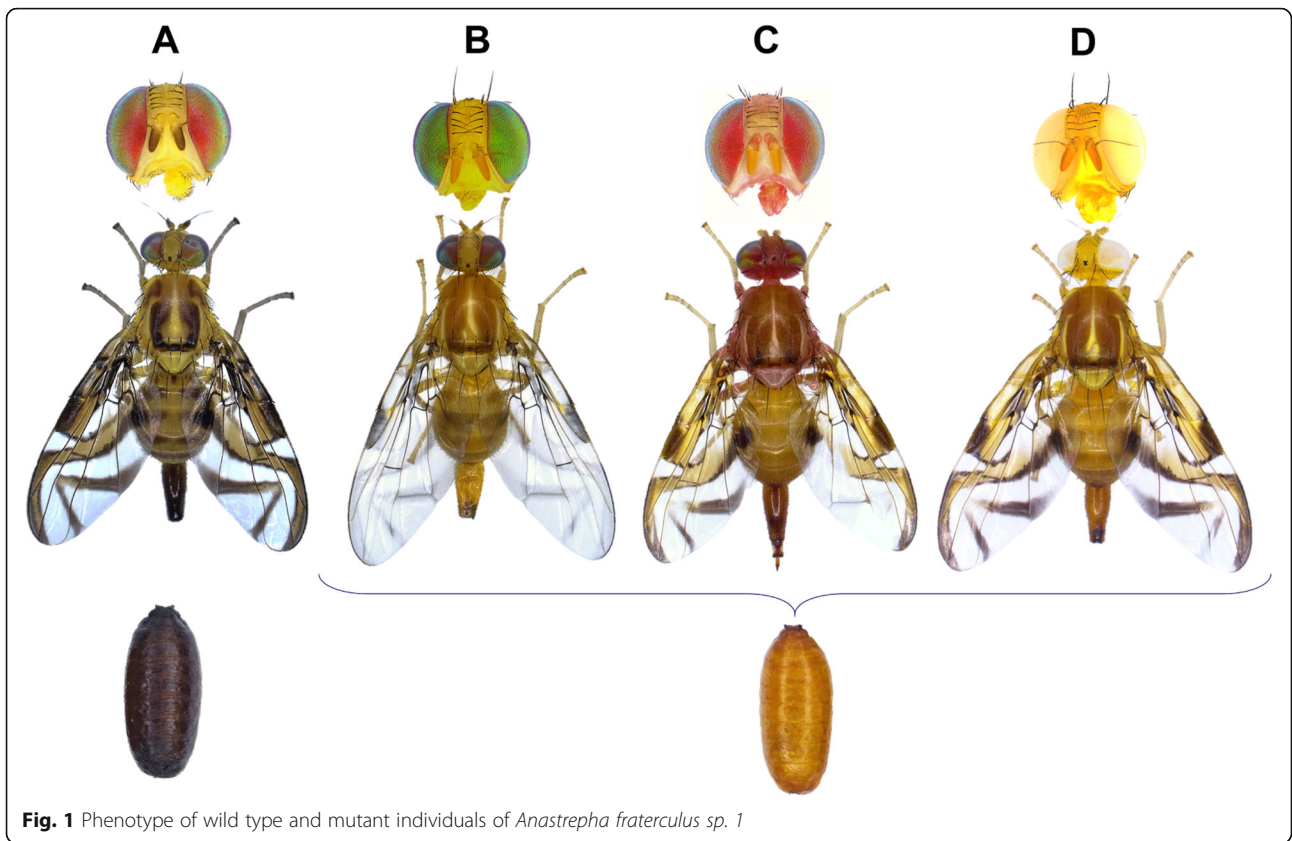 A B C D
Fig. 1 Phenotype of wild type and mutant individuals of Anastrepha fraterculus sp. 1